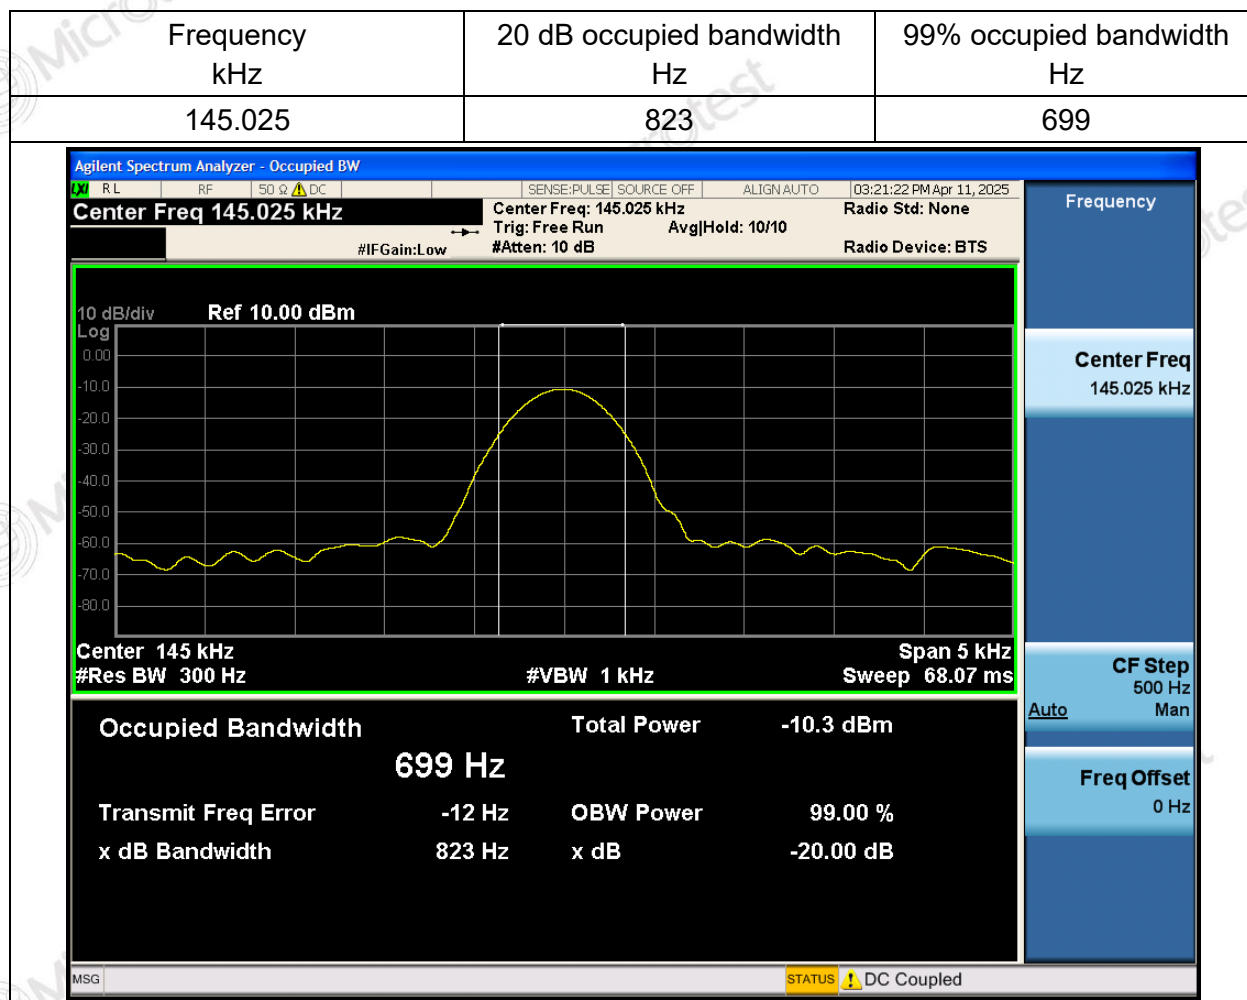 Frequency kHz 20 dB occupied bandwidth Hz 99% occupied bandwidth Hz
145.025 823 699
Agilent Spectrum Analyzer - Occupied BW
LXI RL RF 50 Ω DC SENSE:PULSE SOURCE OFF ALIGN AUTO 03:21:22 PM Apr 11, 2025
Center Freq 145.025 kHz Center Freq: 145.025 kHz Radio Std: None
Trig: Free Run Avg|Hold: 10/10
#IFGain:Low #Atten: 10 dB Radio Device: BTS
10 dB/div Ref 10.00 dBm
Log
0.00
-10.0
-20.0
-30.0
-40.0
-50.0
-60.0
-70.0
-80.0
Center 145 kHz Span 5 kHz
#Res BW 300 Hz #VBW 1 kHz Sweep 68.07 ms
Occupied Bandwidth Total Power -10.3 dBm
699 Hz
Transmit Freq Error -12 Hz OBW Power 99.00 %
x dB Bandwidth 823 Hz x dB -20.00 dB
Frequency
Center Freq
145.025 kHz
CF Step
500 Hz
Auto Man
Freq Offset
0 Hz
MSG STATUS DC Coupled
Microtest